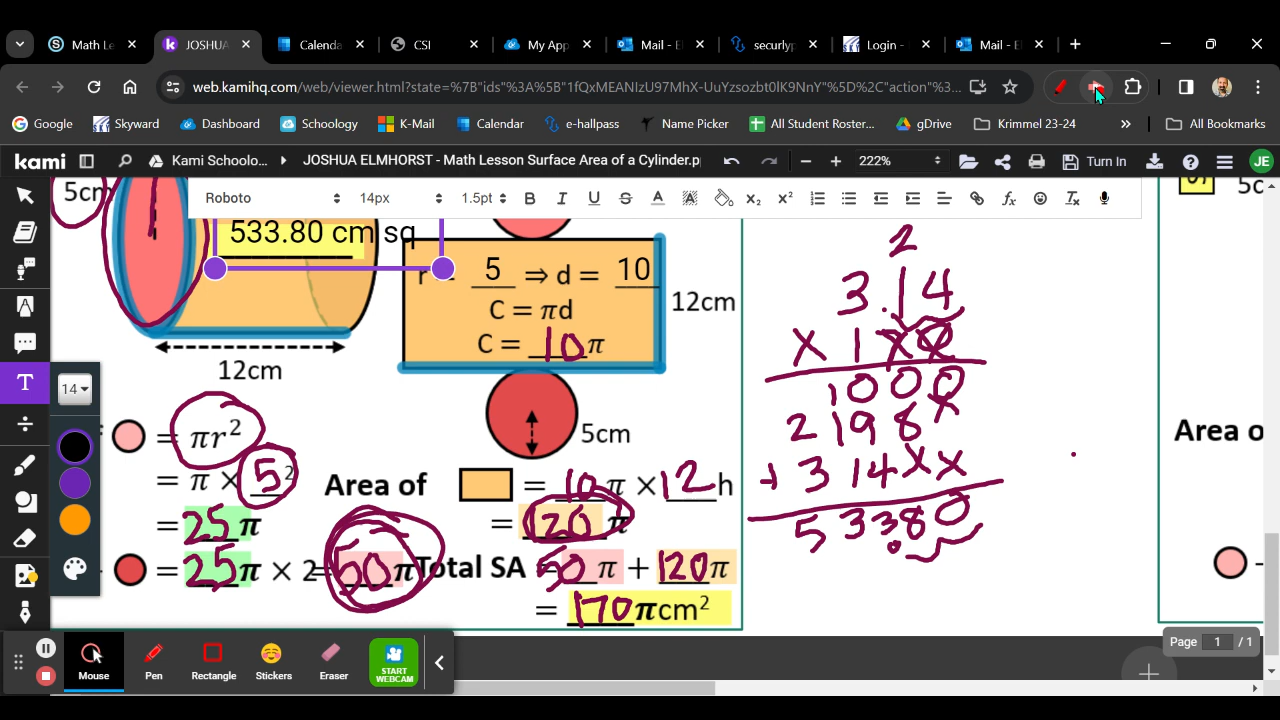 Math Le
JOSHUA
Calenda
CSI
My App
Mail - E
securlyp
Login -
Mail - E
web.kamihq.com/web/viewer.html?state=%7B"ids"%3A%5B"1fQxMEANIzU97MhX-UuYzsozbt0lK9NnY"%5D%2C"action"%3...
Google
Skyward
Dashboard
Schoology
K-Mail
Calendar
e-hallpass
Name Picker
All Student Roster...
gDrive
Krimmel 23-24
»
All Bookmarks
kami
Kami Schoolo...
JOSHUA ELMHORST - Math Lesson Surface Area of a Cylinder.p
222%
Turn In
JE
Roboto
14px
1.5pt
B I U S A
5cm
533.80 cm sq
12cm
r = 5 ⇒ d = 10
C = πd
C = 10π
12cm
5cm
= πr²
= π × 5²
= 25π
= 25π × 2 = 50π
Area of = 10π × 12h
= 120π
Total SA = 50π + 120π
= 170πcm²
2
3.14
× 1
1000
2198
+ 314xx
533.80
5c
Area o
T
14
Page 1 / 1
Mouse
Pen
Rectangle
Stickers
Eraser
START
WEBCAM